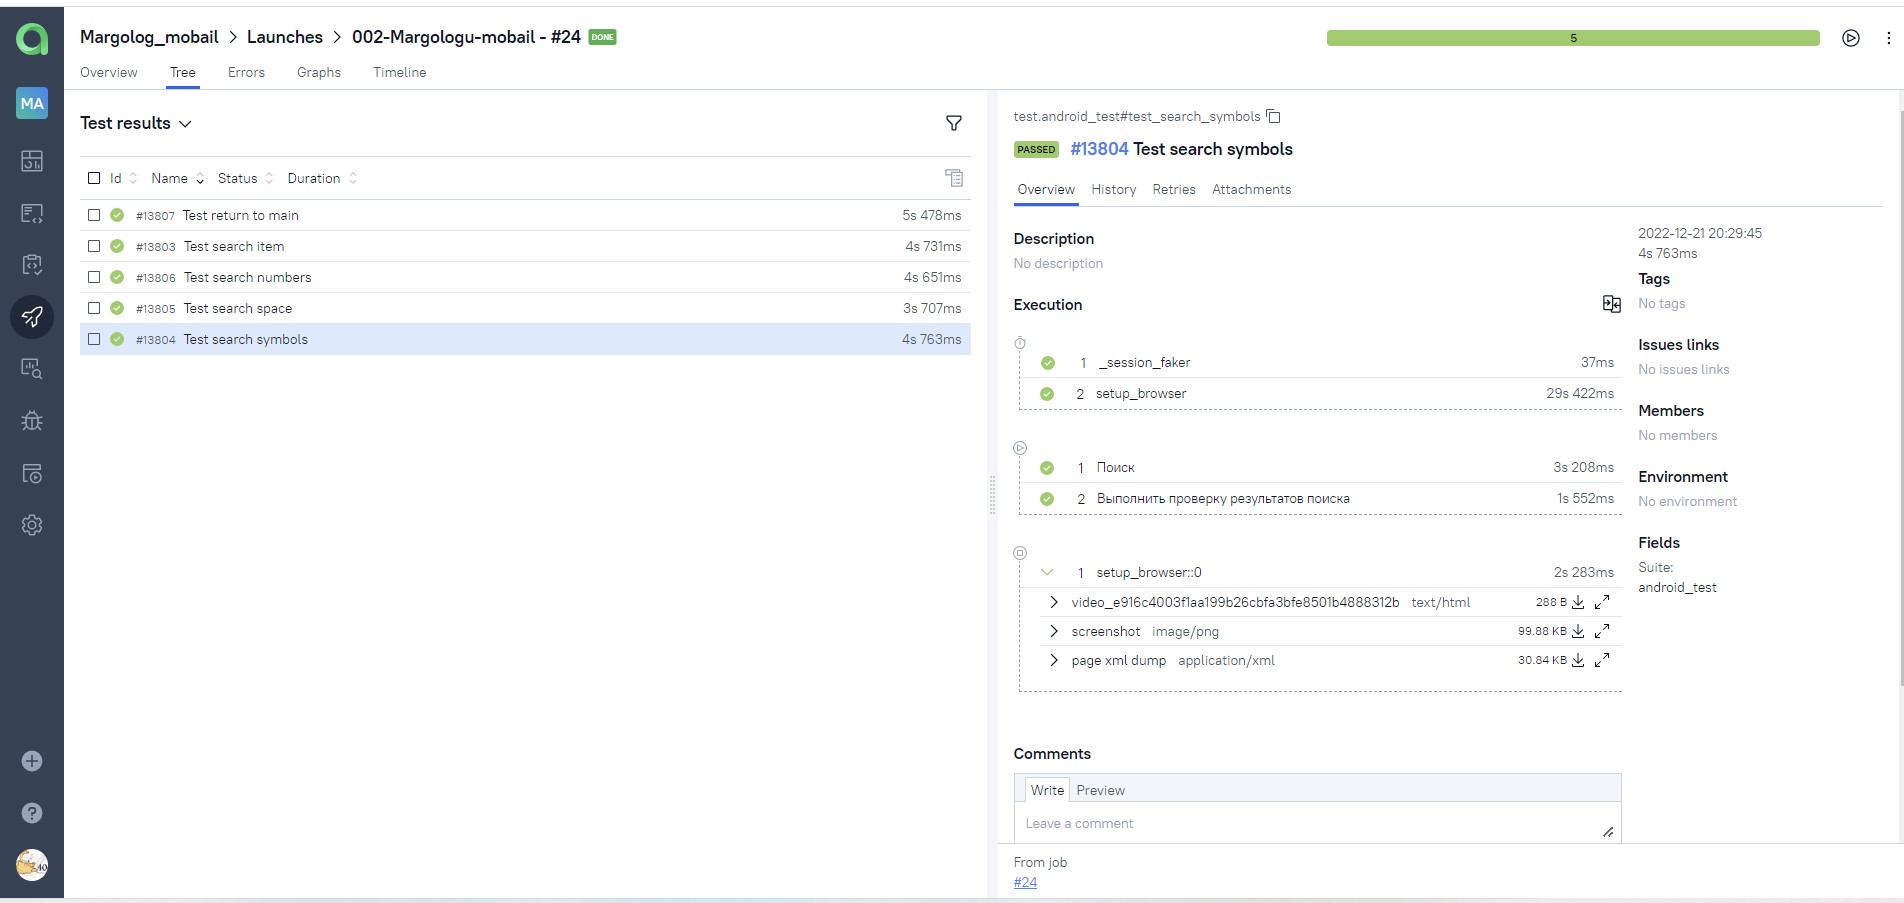 Margolog_mobail > Launches > 002-Margologu-mobail - #24 DONE
5
MA
Overview Tree Errors Graphs Timeline
Test results
Id Name Status Duration
#13807 Test return to main 5s 478ms
#13803 Test search item 4s 731ms
#13806 Test search numbers 4s 651ms
#13805 Test search space 3s 707ms
#13804 Test search symbols 4s 763ms
test.android_test#test_search_symbols
PASSED #13804 Test search symbols
Overview History Retries Attachments
Description
No description
Execution
1 _session_faker 37ms
2 setup_browser 29s 422ms
1 Поиск 3s 208ms
2 Выполнить проверку результатов поиска 1s 552ms
1 setup_browser::0 2s 283ms
video_e916c4003f1aa199b26cbfa3bfe8501b4888312b text/html 288 B
screenshot image/png 99.88 KB
page xml dump application/xml 30.84 KB
2022-12-21 20:29:45
4s 763ms
Tags
No tags
Issues links
No issues links
Members
No members
Environment
No environment
Fields
Suite:
android_test
Comments
Write Preview
Leave a comment
From job
#24